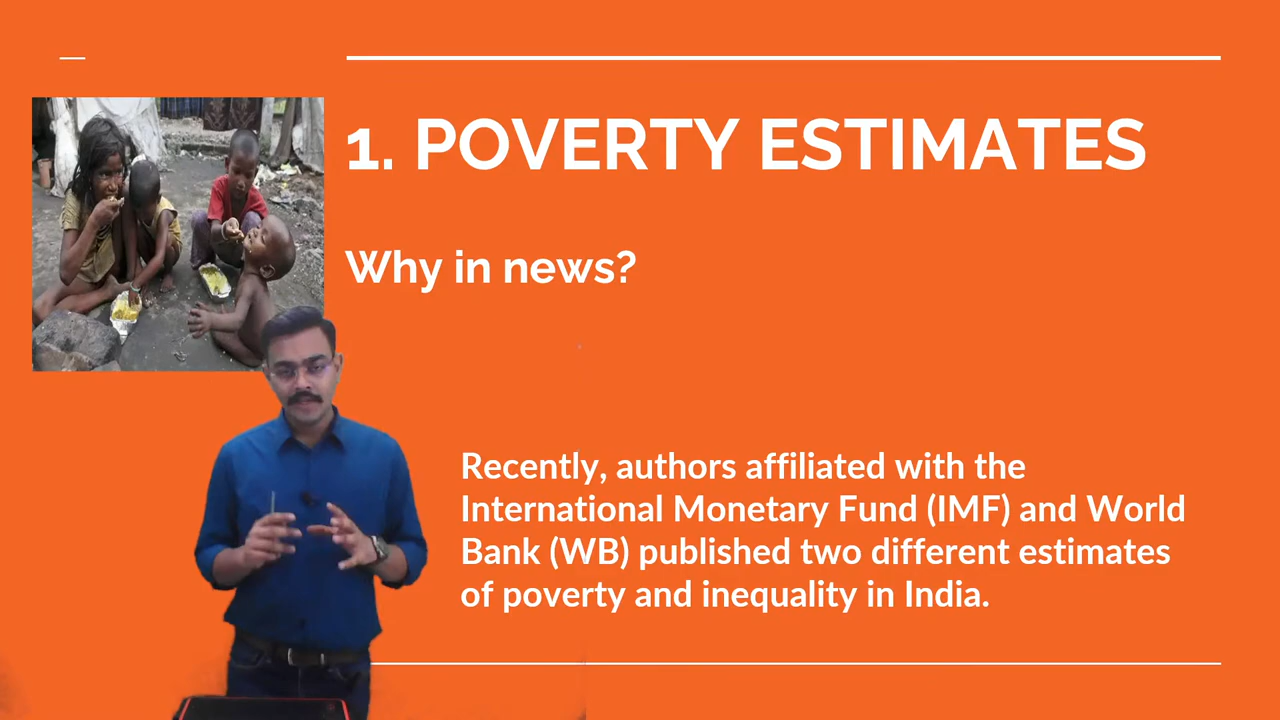 1. POVERTY ESTIMATES
Why in news?
Recently, authors affiliated with the
International Monetary Fund (IMF) and World
Bank (WB) published two different estimates
of poverty and inequality in India.